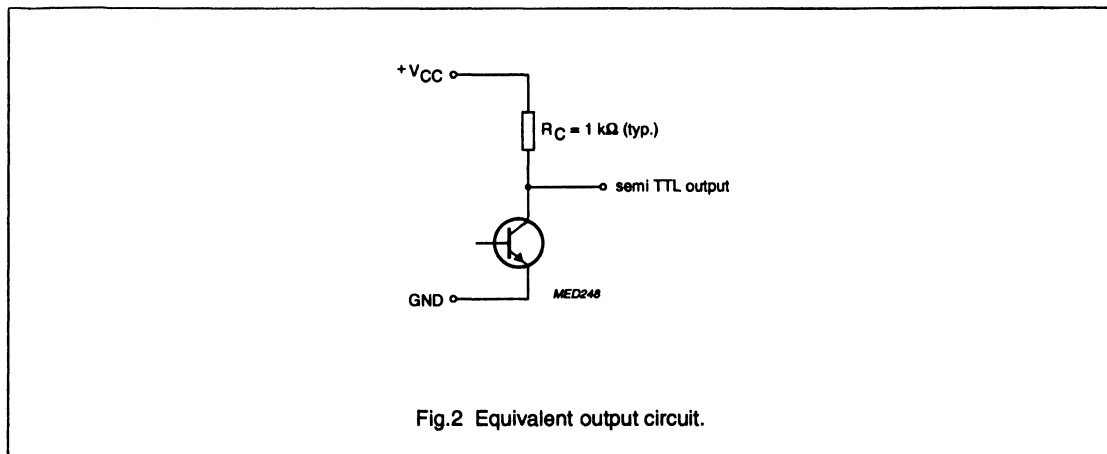 +VCC
RC = 1 kΩ (typ.)
semi TTL output
GND
MED248
Fig.2 Equivalent output circuit.